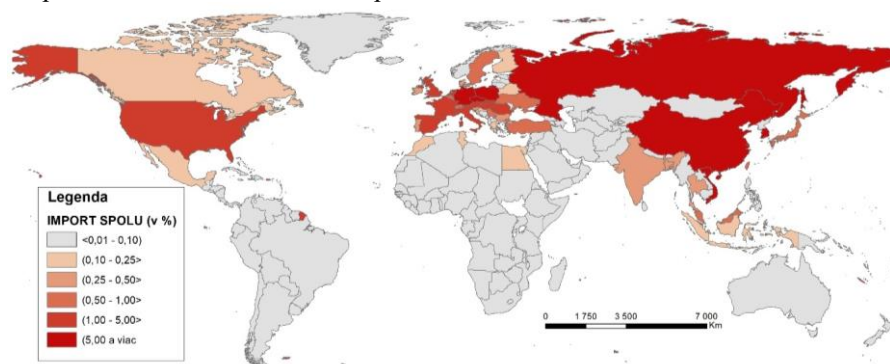 Legenda
IMPORT SPOLU (v %)
<0,01 - 0,10)
(0,10 - 0,25>
(0,25 - 0,50>
(0,50 - 1,00>
(1,00 - 5,00>
(5,00 a viac
0 1 750 3 500 7 000
Km